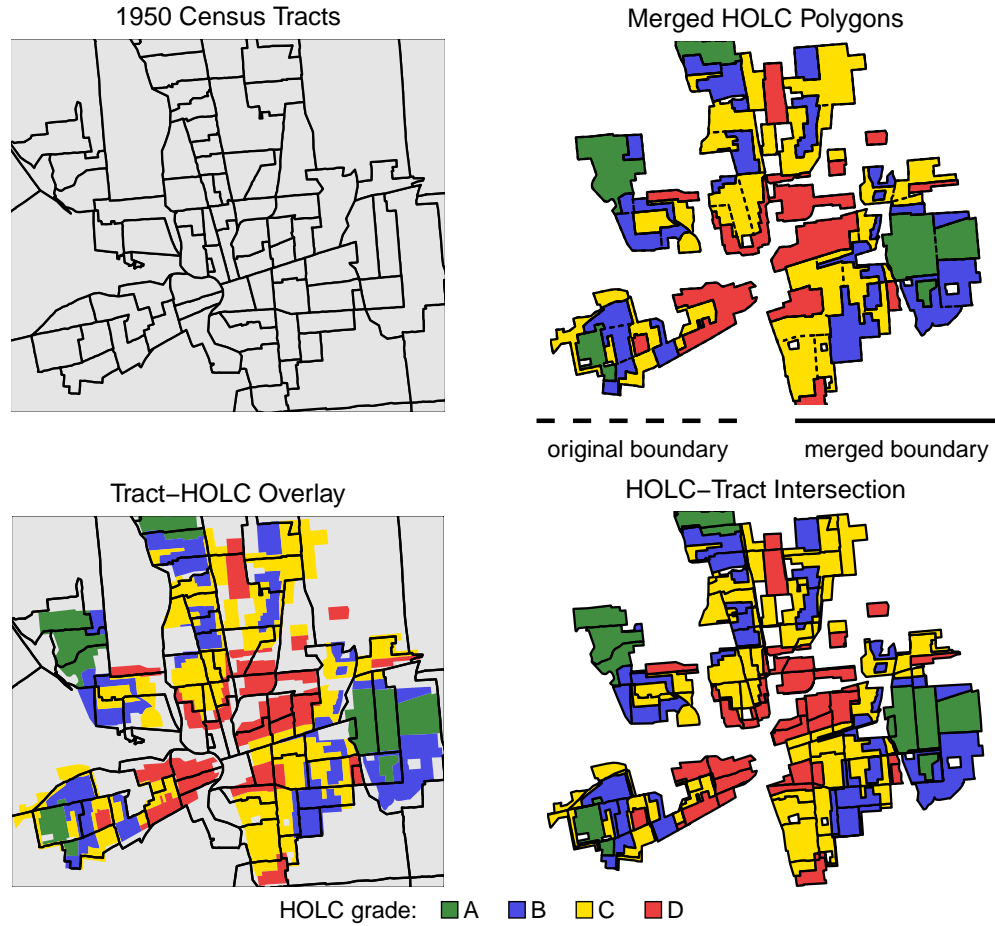 1950 Census Tracts
Merged HOLC Polygons
original boundary
merged boundary
Tract−HOLC Overlay
HOLC−Tract Intersection
HOLC grade: A B C D